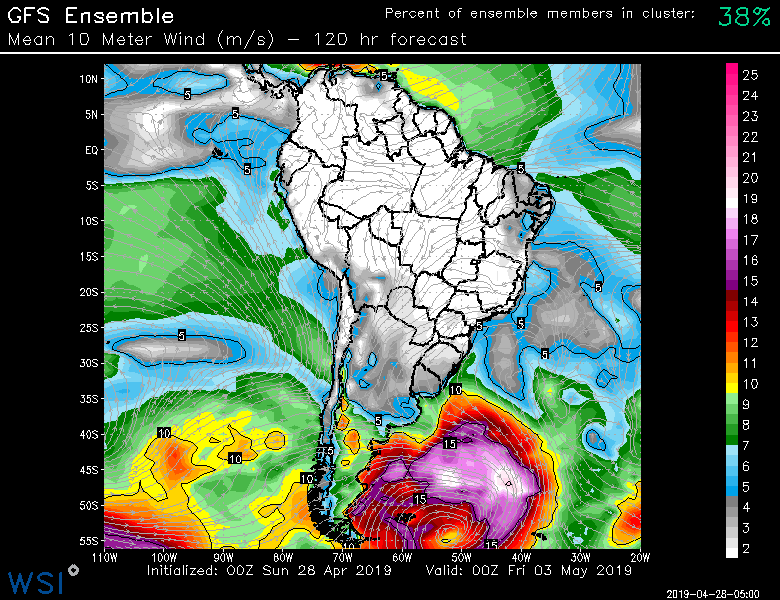 GFS Ensemble
Percent of ensemble members in cluster: 38%
Mean 10 Meter Wind (m/s) – 120 hr forecast
10N
5N
EQ
5S
10S
15S
20S
25S
30S
35S
40S
45S
50S
55S
110W 100W 90W 80W 70W 60W 50W 40W 30W 20W
5
5
5
5
5
5
5
5
5
5
5
10
10
10
10
15
15
15
5
25
24
23
22
21
20
19
18
17
16
15
14
13
12
11
10
9
8
7
6
5
4
3
2
Initialized: 00Z Sun 28 Apr 2019 Valid: 00Z Fri 03 May 2019
WSI
2019-04-28-05:00